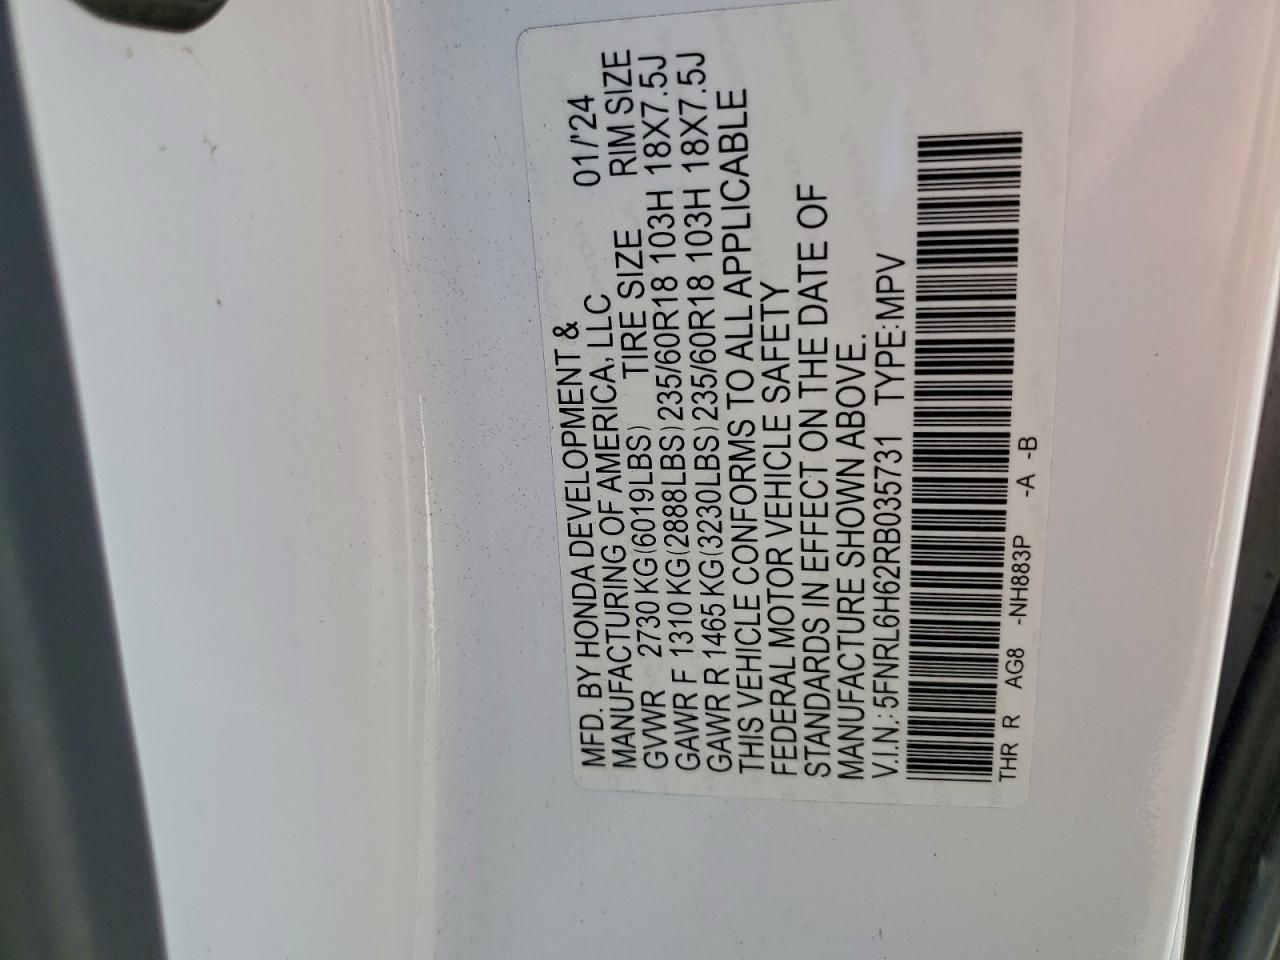 MFD. BY HONDA DEVELOPMENT &
MANUFACTURING OF AMERICA, LLC 01/'24
GVWR 2730 KG(6019LBS) TIRE SIZE RIM SIZE
GAWR F 1310 KG(2888LBS) 235/60R18 103H 18X7.5J
GAWR R 1465 KG(3230LBS) 235/60R18 103H 18X7.5J
THIS VEHICLE CONFORMS TO ALL APPLICABLE
FEDERAL MOTOR VEHICLE SAFETY
STANDARDS IN EFFECT ON THE DATE OF
MANUFACTURE SHOWN ABOVE.
V.I.N.: 5FNRL6H62RB035731 TYPE: MPV
THR R AG8 -NH883P -A -B